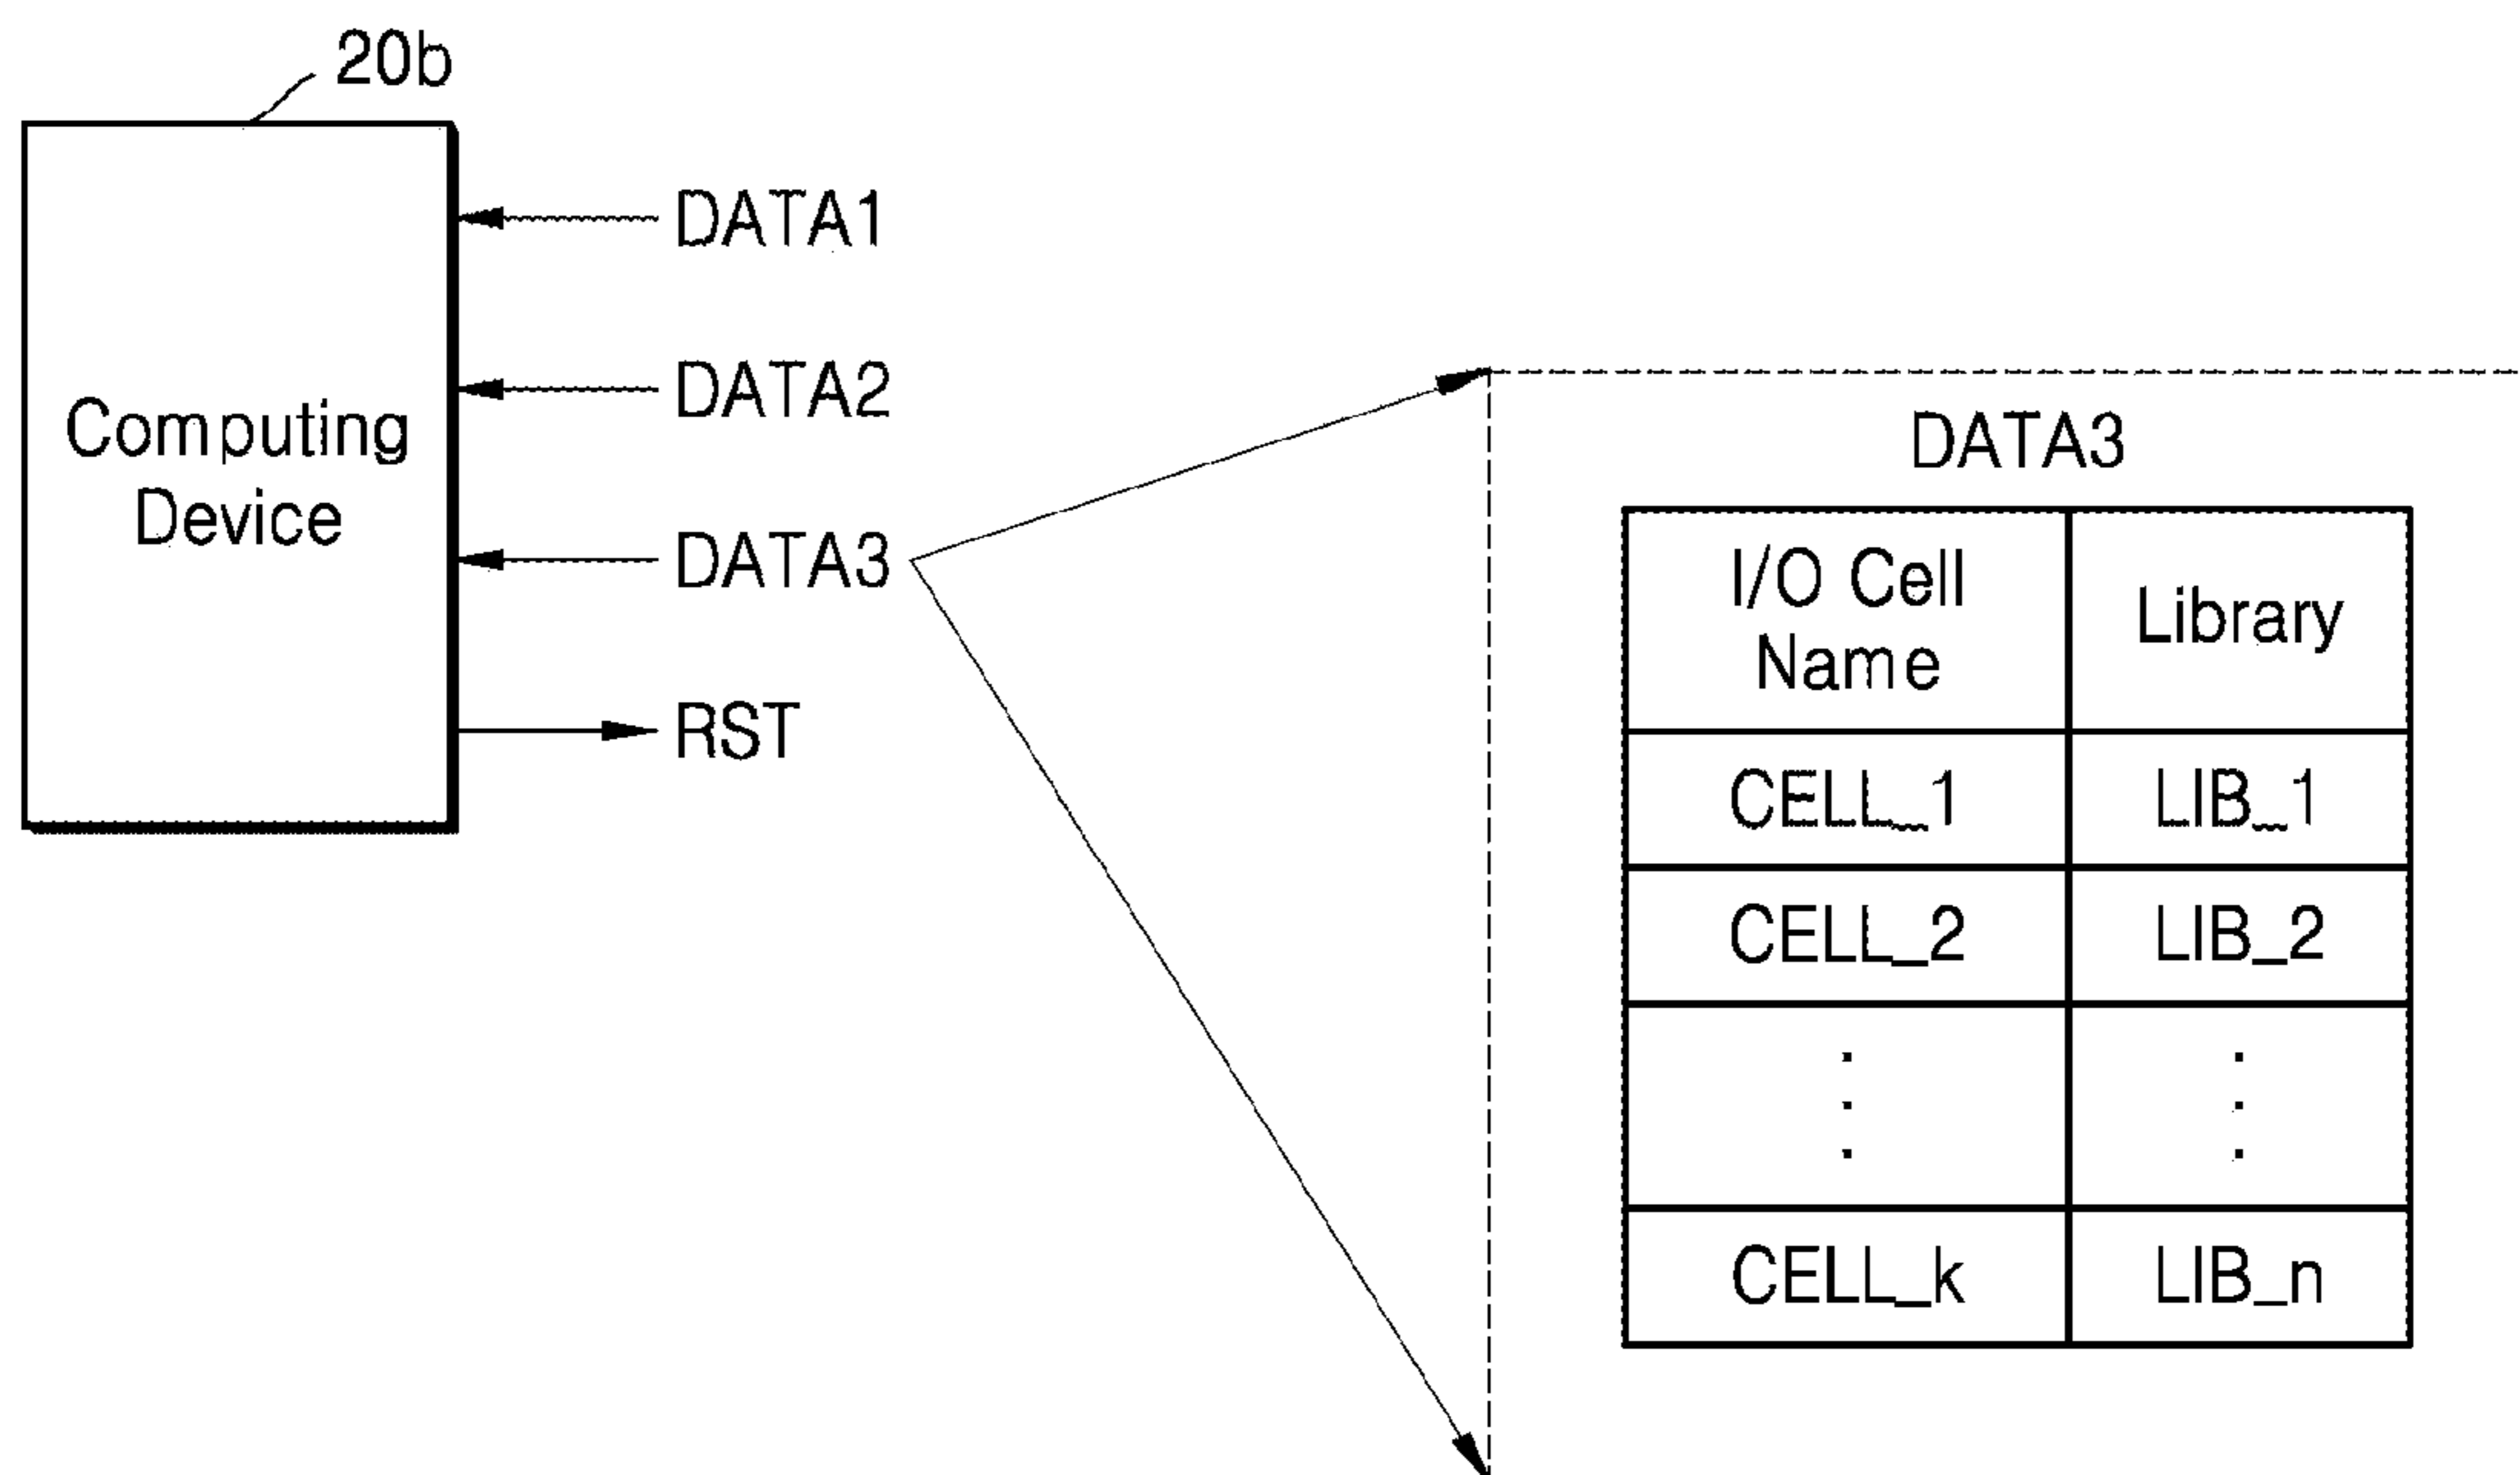 20b
Computing
Device
DATA1
DATA2
DATA3
RST
DATA3
I/O Cell
Name
Library
CELL_1 LIB_1
CELL_2 LIB_2
CELL_k LIB_n